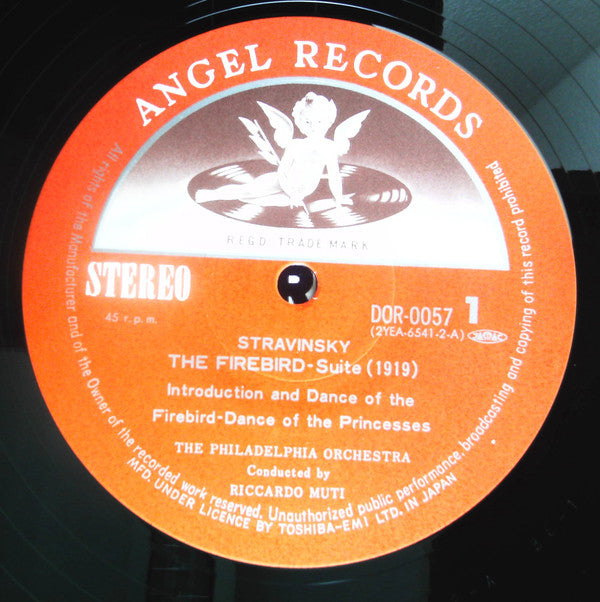 ANGEL RECORDS
REGD. TRADE MARK
STEREO
45 r.p.m.
R
DOR-0057 1
(2YEA-6541-2-A) JASRAC
STRAVINSKY
THE FIREBIRD-Suite (1919)
Introduction and Dance of the
Firebird-Dance of the Princesses
THE PHILADELPHIA ORCHESTRA
Conducted by
RICCARDO MUTI
All rights of the Manufacturer and of the Owner of the recorded work reserved. Unauthorized public performance, broadcasting and copying of this record prohibited
MFD. UNDER LICENCE BY TOSHIBA-EMI LTD. IN JAPAN